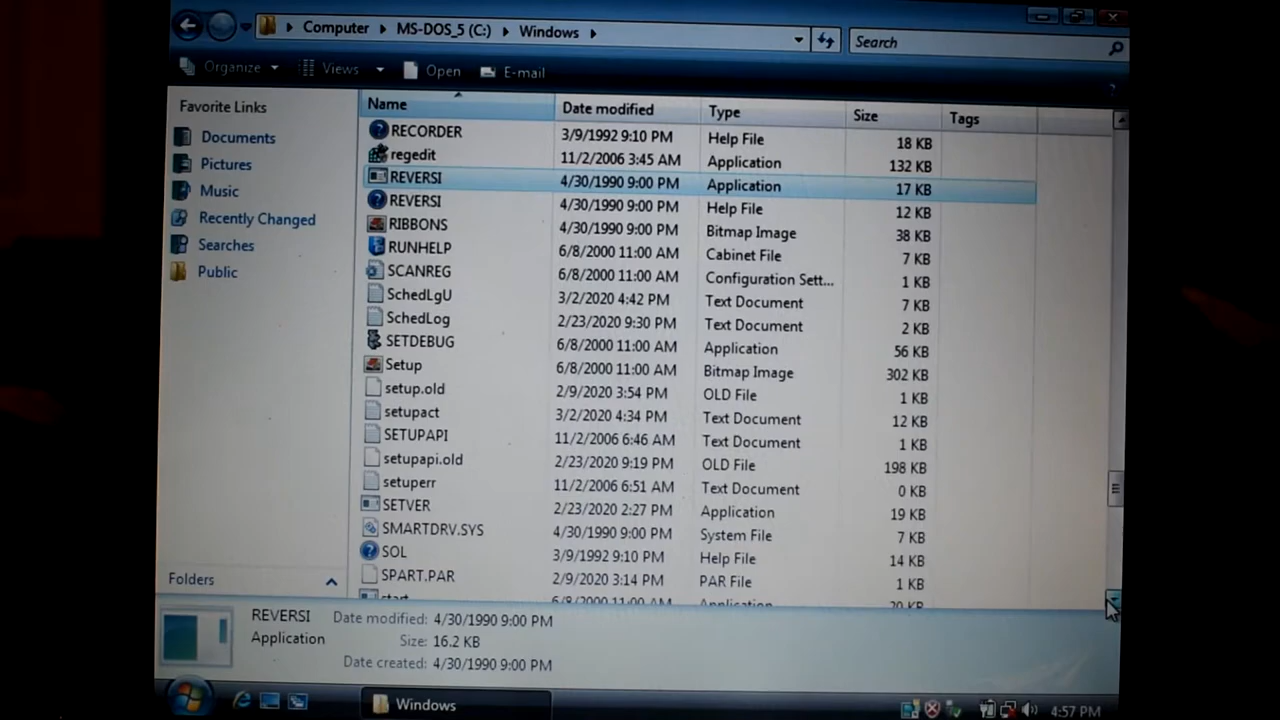 Computer MS-DOS_5 (C:) Windows Search
Organize Views Open E-mail
?
Favorite Links
Documents
Pictures
Music
Recently Changed
Searches
Public
Folders
Name Date modified Type Size Tags
RECORDER 3/9/1992 9:10 PM Help File 18 KB
regedit 11/2/2006 3:45 AM Application 132 KB
REVERSI 4/30/1990 9:00 PM Application 17 KB
REVERSI 4/30/1990 9:00 PM Help File 12 KB
RIBBONS 4/30/1990 9:00 PM Bitmap Image 38 KB
RUNHELP 6/8/2000 11:00 AM Cabinet File 7 KB
SCANREG 6/8/2000 11:00 AM Configuration Sett... 1 KB
SchedLgU 3/2/2020 4:42 PM Text Document 7 KB
SchedLog 2/23/2020 9:30 PM Text Document 2 KB
SETDEBUG 6/8/2000 11:00 AM Application 56 KB
Setup 6/8/2000 11:00 AM Bitmap Image 302 KB
setup.old 2/9/2020 3:54 PM OLD File 1 KB
setupact 3/2/2020 4:34 PM Text Document 12 KB
SETUPAPI 11/2/2006 6:46 AM Text Document 1 KB
setupapi.old 2/23/2020 9:19 PM OLD File 198 KB
setuperr 11/2/2006 6:51 AM Text Document 0 KB
SETVER 2/23/2020 2:27 PM Application 19 KB
SMARTDRV.SYS 4/30/1990 9:00 PM System File 7 KB
SOL 3/9/1992 9:10 PM Help File 14 KB
SPART.PAR 2/9/2020 3:14 PM PAR File 1 KB
start 6/8/2000 11:00 AM Application 20 KB
REVERSI Date modified: 4/30/1990 9:00 PM
Application Size: 16.2 KB
Date created: 4/30/1990 9:00 PM
Windows 4:57 PM